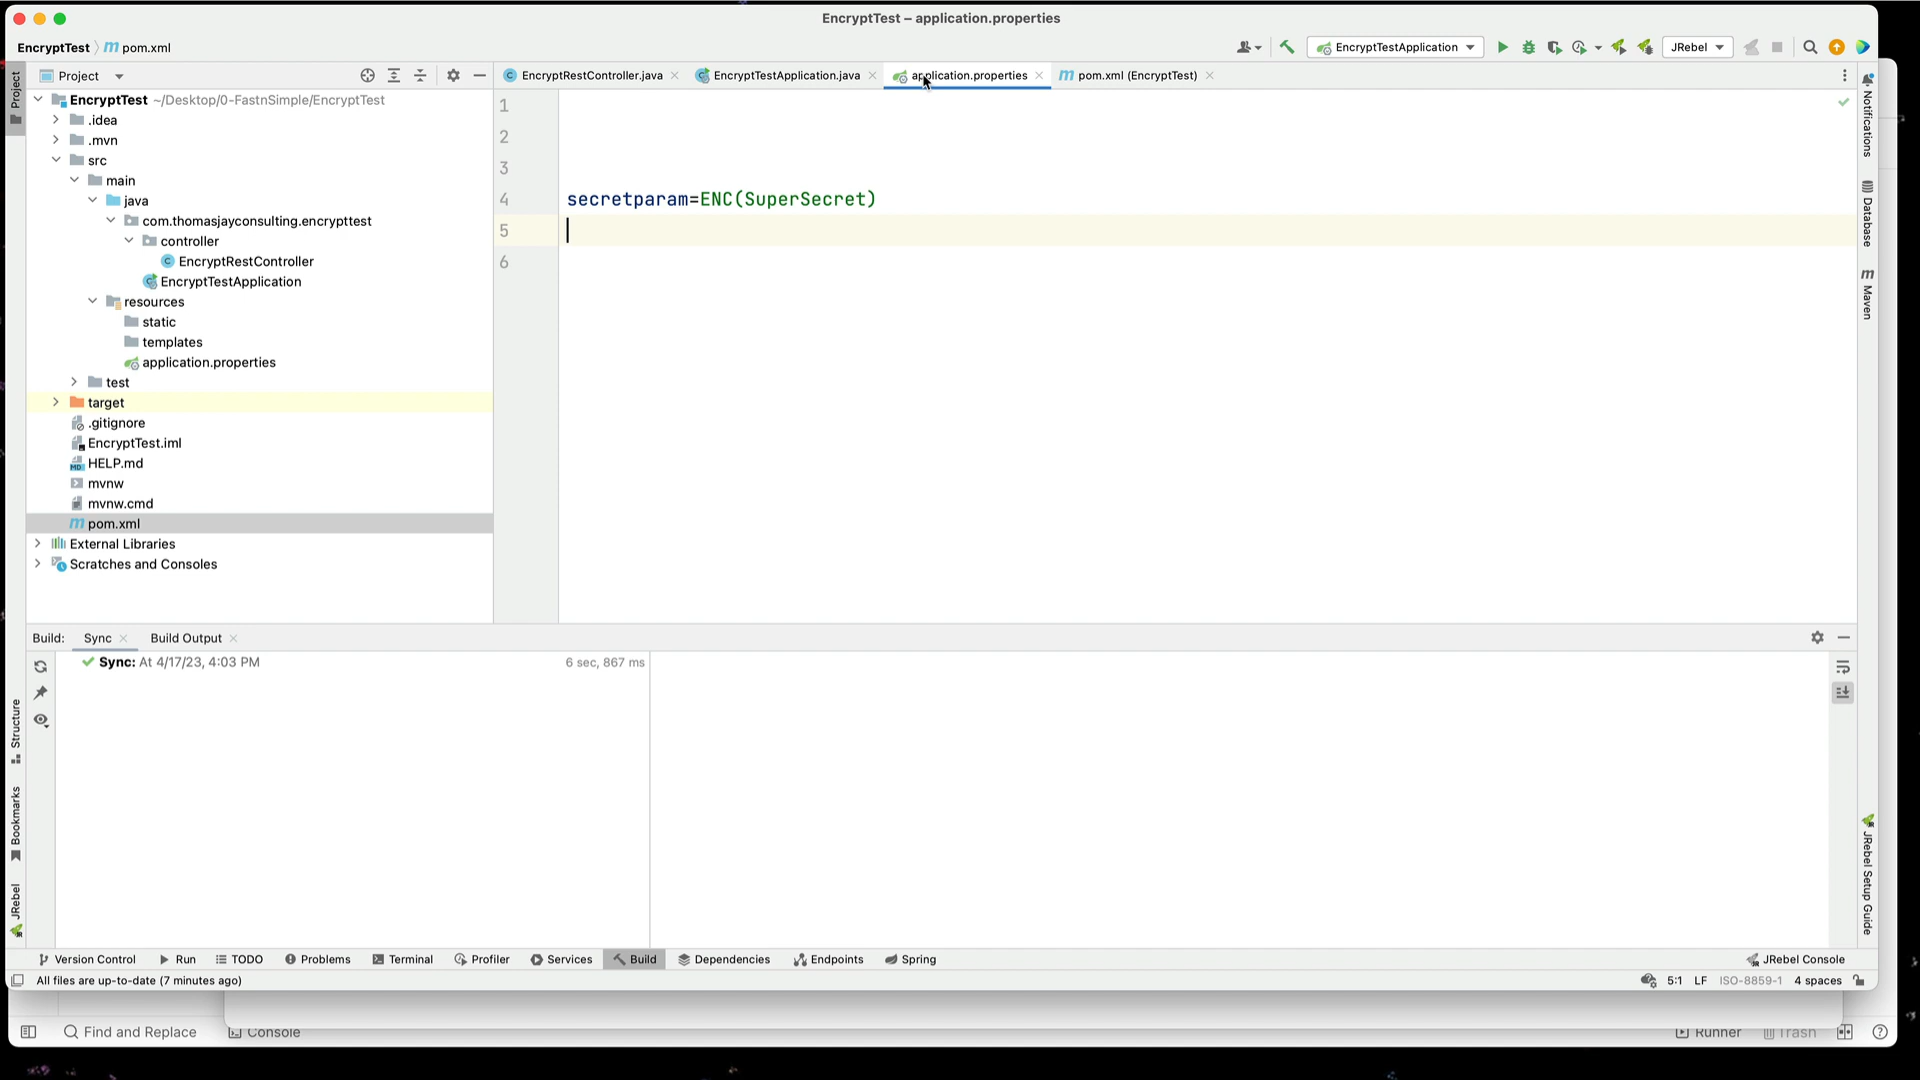 EncryptTest – application.properties
EncryptTest pom.xml
EncryptTestApplication
JRebel
Project
EncryptRestController.java
EncryptTestApplication.java
application.properties
pom.xml (EncryptTest)
Project
EncryptTest ~/Desktop/0-FastnSimple/EncryptTest
.idea
.mvn
src
main
java
com.thomasjayconsulting.encrypttest
controller
EncryptRestController
EncryptTestApplication
resources
static
templates
application.properties
test
target
.gitignore
EncryptTest.iml
HELP.md
mvnw
mvnw.cmd
pom.xml
External Libraries
Scratches and Consoles
1
2
3
4 secretparam=ENC(SuperSecret)
5
6
Notifications
Database
Maven
JRebel Setup Guide
Structure
Bookmarks
JRebel
Build: Sync Build Output
Sync: At 4/17/23, 4:03 PM 6 sec, 867 ms
Version Control Run TODO Problems Terminal Profiler Services Build Dependencies Endpoints Spring JRebel Console
All files are up-to-date (7 minutes ago) 5:1 LF ISO-8859-1 4 spaces
Find and Replace Console Runner Trash